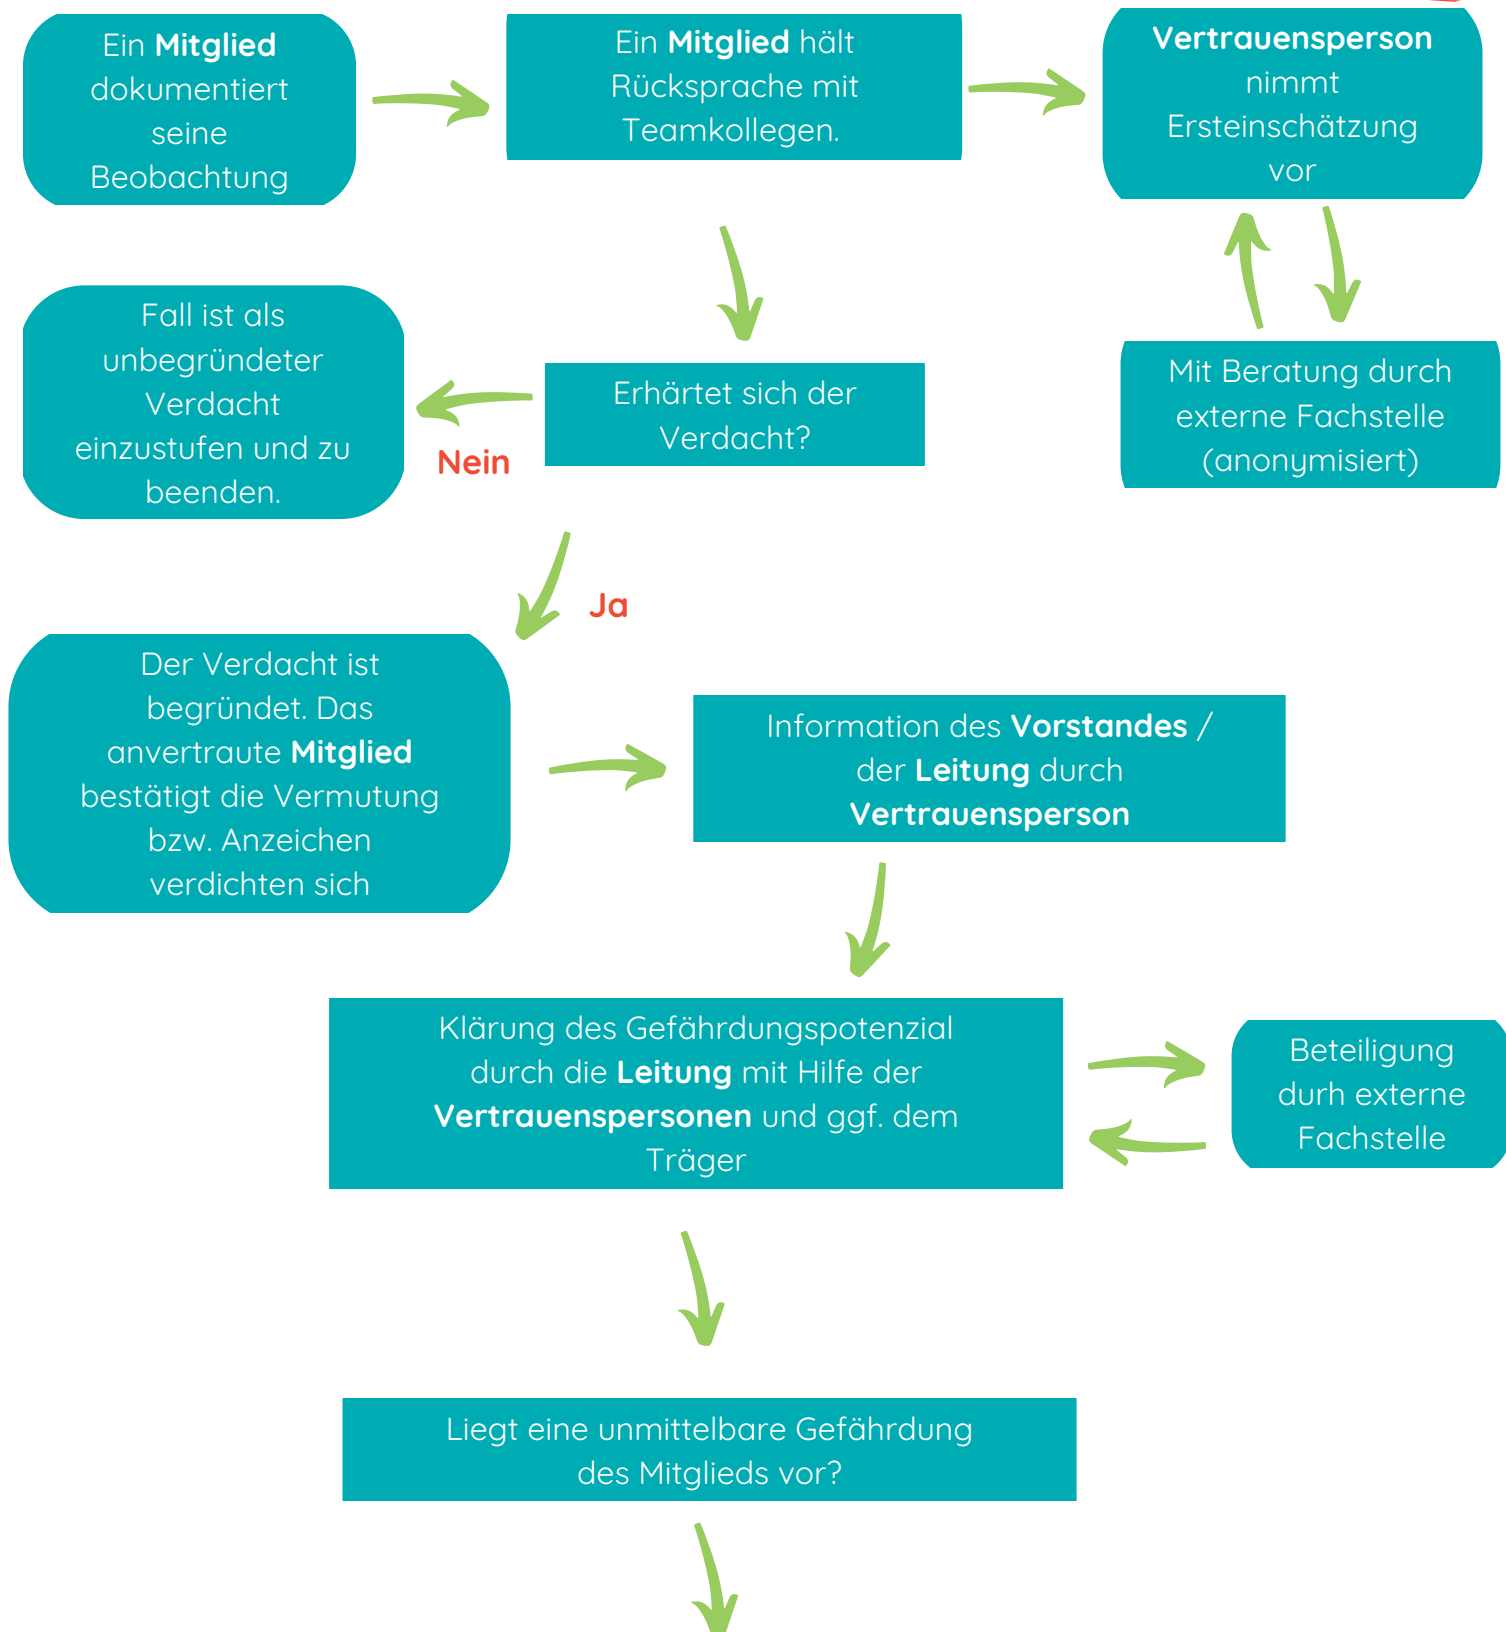 Ein Mitglied
dokumentiert
seine
Beobachtung
Ein Mitglied hält
Rücksprache mit
Teamkollegen.
Vertrauensperson
nimmt
Ersteinschätzung
vor
Fall ist als
unbegründeter
Verdacht
einzustufen und zu
beenden.
Nein
Erhärtet sich der
Verdacht?
Mit Beratung durch
externe Fachstelle
(anonymisiert)
Ja
Der Verdacht ist
begründet. Das
anvertraute Mitglied
bestätigt die Vermutung
bzw. Anzeichen
verdichten sich
Information des Vorstandes /
der Leitung durch
Vertrauensperson
Klärung des Gefährdungspotenzial
durch die Leitung mit Hilfe der
Vertrauenspersonen und ggf. dem
Träger
Beteiligung
durh externe
Fachstelle
Liegt eine unmittelbare Gefährdung
des Mitglieds vor?